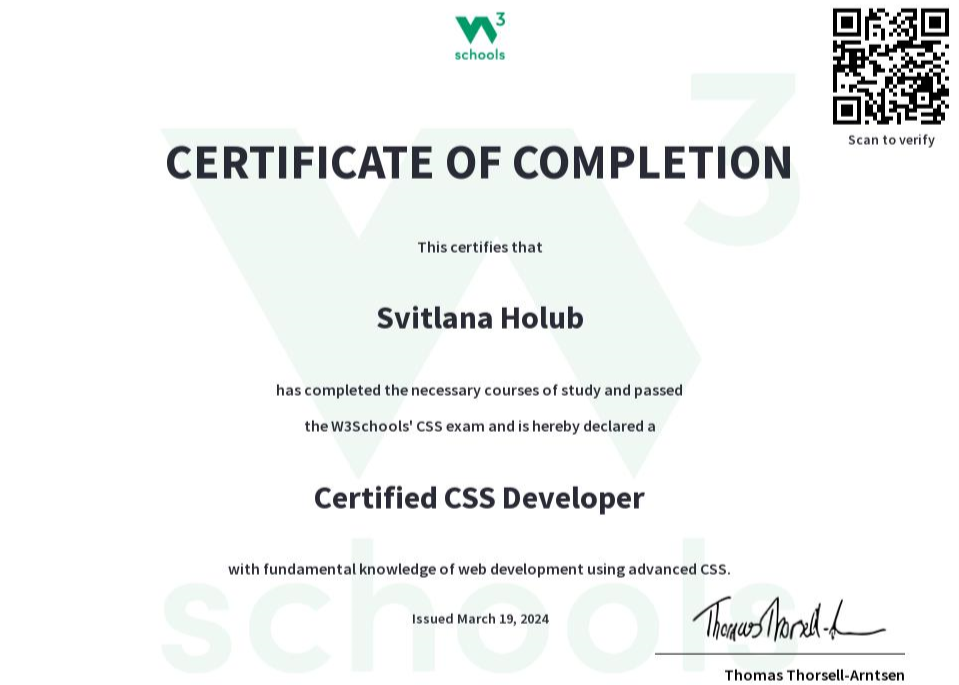 W3
schools
Scan to verify
CERTIFICATE OF COMPLETION
This certifies that
Svitlana Holub
has completed the necessary courses of study and passed
the W3Schools' CSS exam and is hereby declared a
Certified CSS Developer
with fundamental knowledge of web development using advanced CSS.
Issued March 19, 2024
Thomas Thorsell-A
Thomas Thorsell-Arntsen
W3
schools